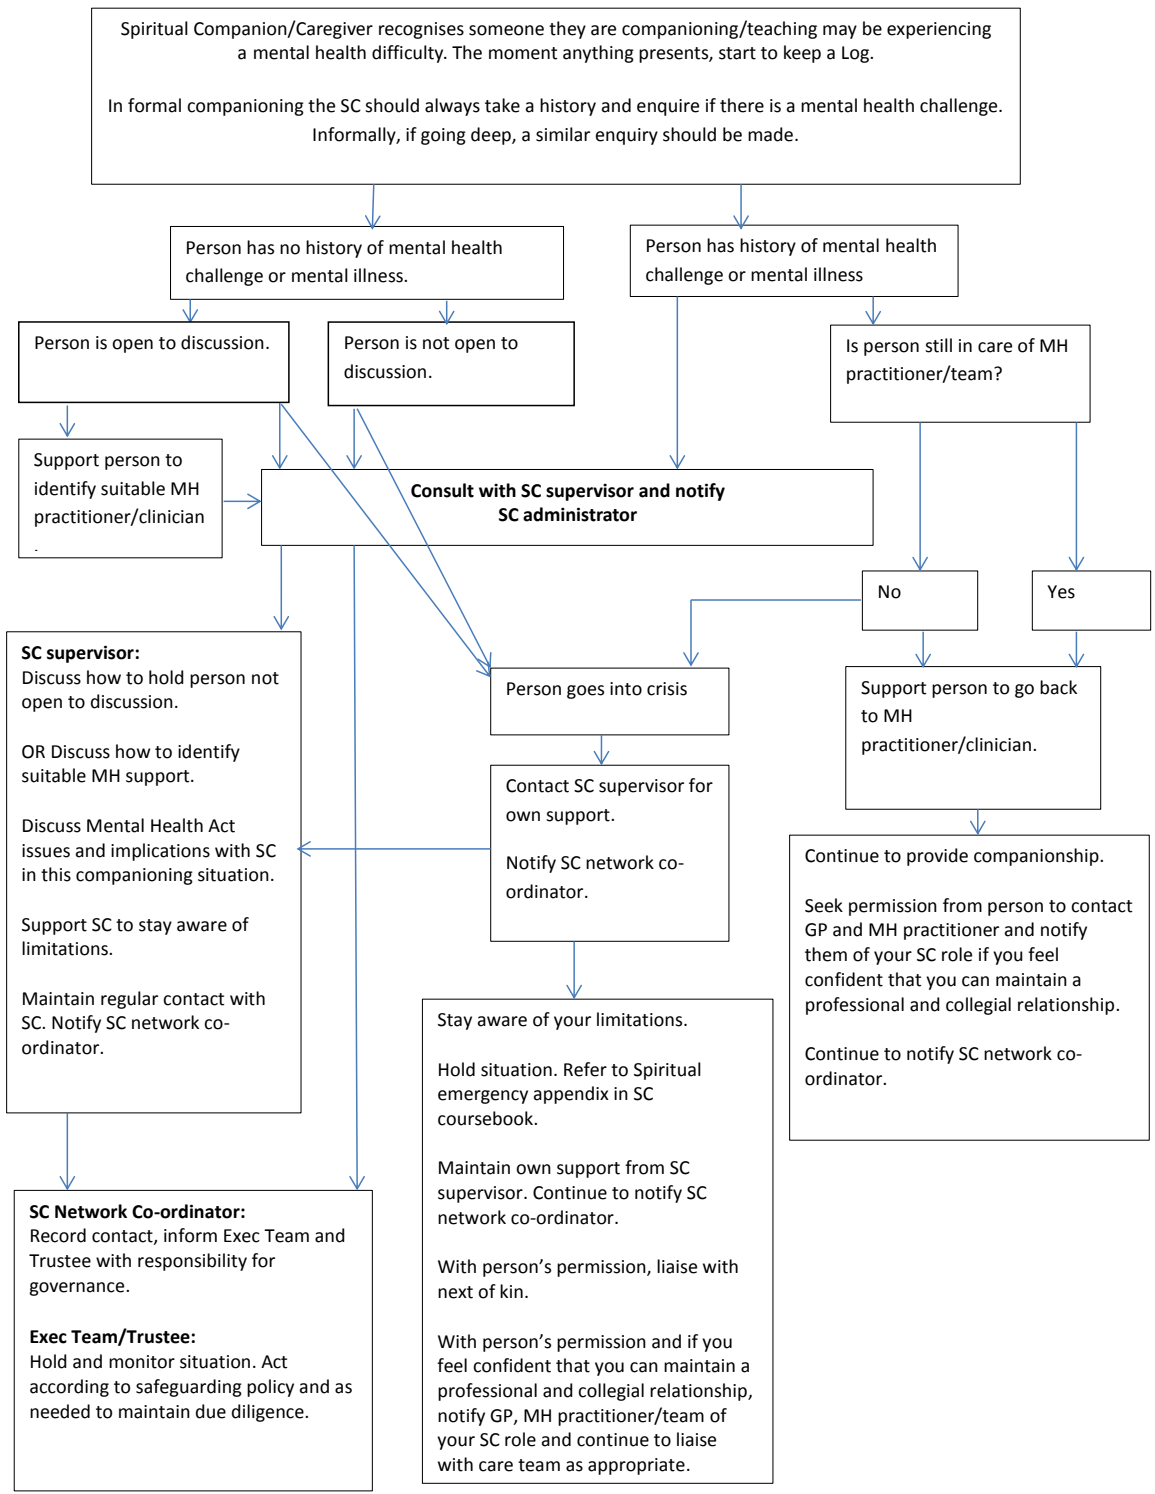 Spiritual Companion/Caregiver recognises someone they are companioning/teaching may be experiencing
a mental health difficulty. The moment anything presents, start to keep a Log.
In formal companioning the SC should always take a history and enquire if there is a mental health challenge.
Informally, if going deep, a similar enquiry should be made.
Person has no history of mental health
challenge or mental illness.
Person has history of mental health
challenge or mental illness
Person is open to discussion.
Person is not open to
discussion.
Is person still in care of MH
practitioner/team?
Support person to
identify suitable MH
practitioner/clinician
.
Consult with SC supervisor and notify
SC administrator
No
Yes
SC supervisor:
Discuss how to hold person not
open to discussion.
OR Discuss how to identify
suitable MH support.
Discuss Mental Health Act
issues and implications with SC
in this companioning situation.
Support SC to stay aware of
limitations.
Maintain regular contact with
SC. Notify SC network co-
ordinator.
Person goes into crisis
Support person to go back
to MH
practitioner/clinician.
Contact SC supervisor for
own support.
Notify SC network co-
ordinator.
Continue to provide companionship.
Seek permission from person to contact
GP and MH practitioner and notify
them of your SC role if you feel
confident that you can maintain a
professional and collegial relationship.
Continue to notify SC network co-
ordinator.
Stay aware of your limitations.
Hold situation. Refer to Spiritual
emergency appendix in SC
coursebook.
Maintain own support from SC
supervisor. Continue to notify SC
network co-ordinator.
With person’s permission, liaise with
next of kin.
With person’s permission and if you
feel confident that you can maintain a
professional and collegial relationship,
notify GP, MH practitioner/team of
your SC role and continue to liaise
with care team as appropriate.
SC Network Co-ordinator:
Record contact, inform Exec Team and
Trustee with responsibility for
governance.
Exec Team/Trustee:
Hold and monitor situation. Act
according to safeguarding policy and as
needed to maintain due diligence.